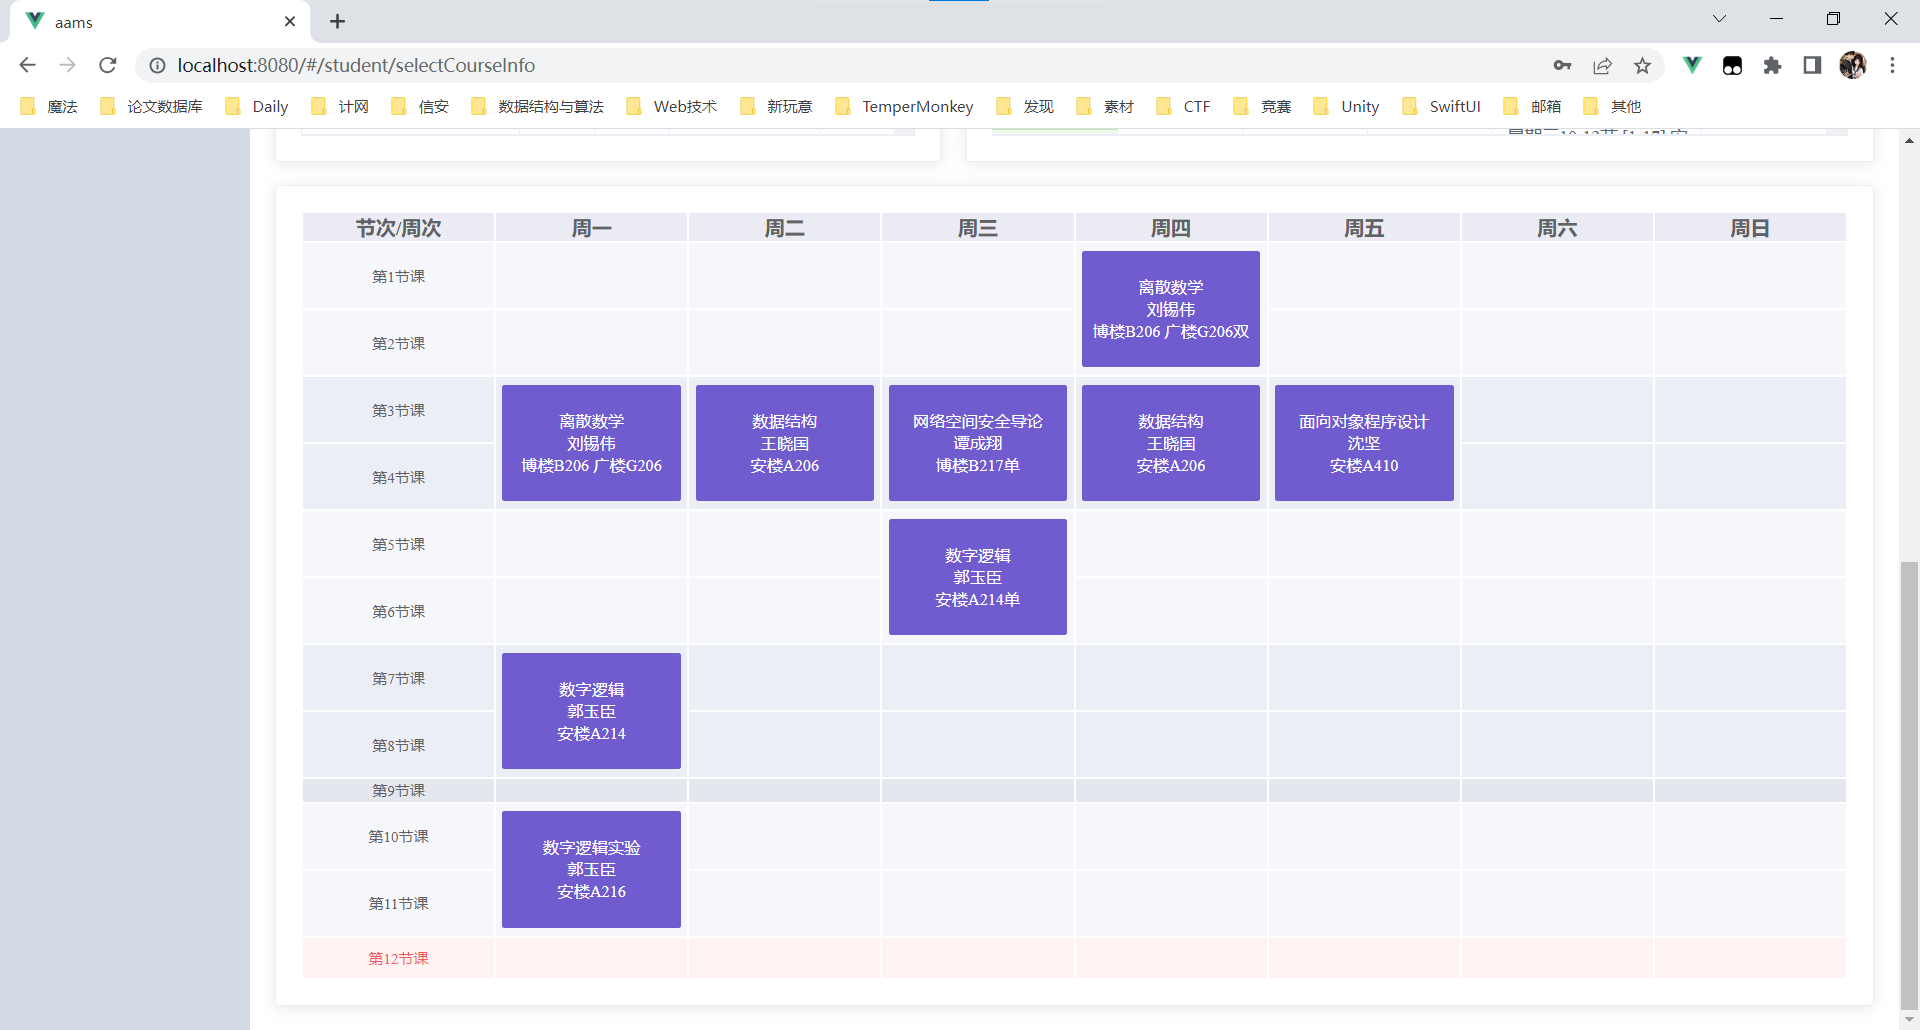 aams
localhost:8080/#/student/selectCourseInfo
魔法 论文数据库 Daily 计网 信安 数据结构与算法 Web技术 新玩意 TemperMonkey 发现 素材 CTF 竞赛 Unity SwiftUI 邮箱 其他
节次/周次 周一 周二 周三 周四 周五 周六 周日
第1节课
离散数学
刘锡伟
博楼B206 广楼G206双
第2节课
第3节课
离散数学
刘锡伟
博楼B206 广楼G206
数据结构
王晓国
安楼A206
网络空间安全导论
谭成翔
博楼B217单
数据结构
王晓国
安楼A206
面向对象程序设计
沈坚
安楼A410
第4节课
第5节课
数字逻辑
郭玉臣
安楼A214单
第6节课
第7节课
数字逻辑
郭玉臣
安楼A214
第8节课
第9节课
第10节课
数字逻辑实验
郭玉臣
安楼A216
第11节课
第12节课